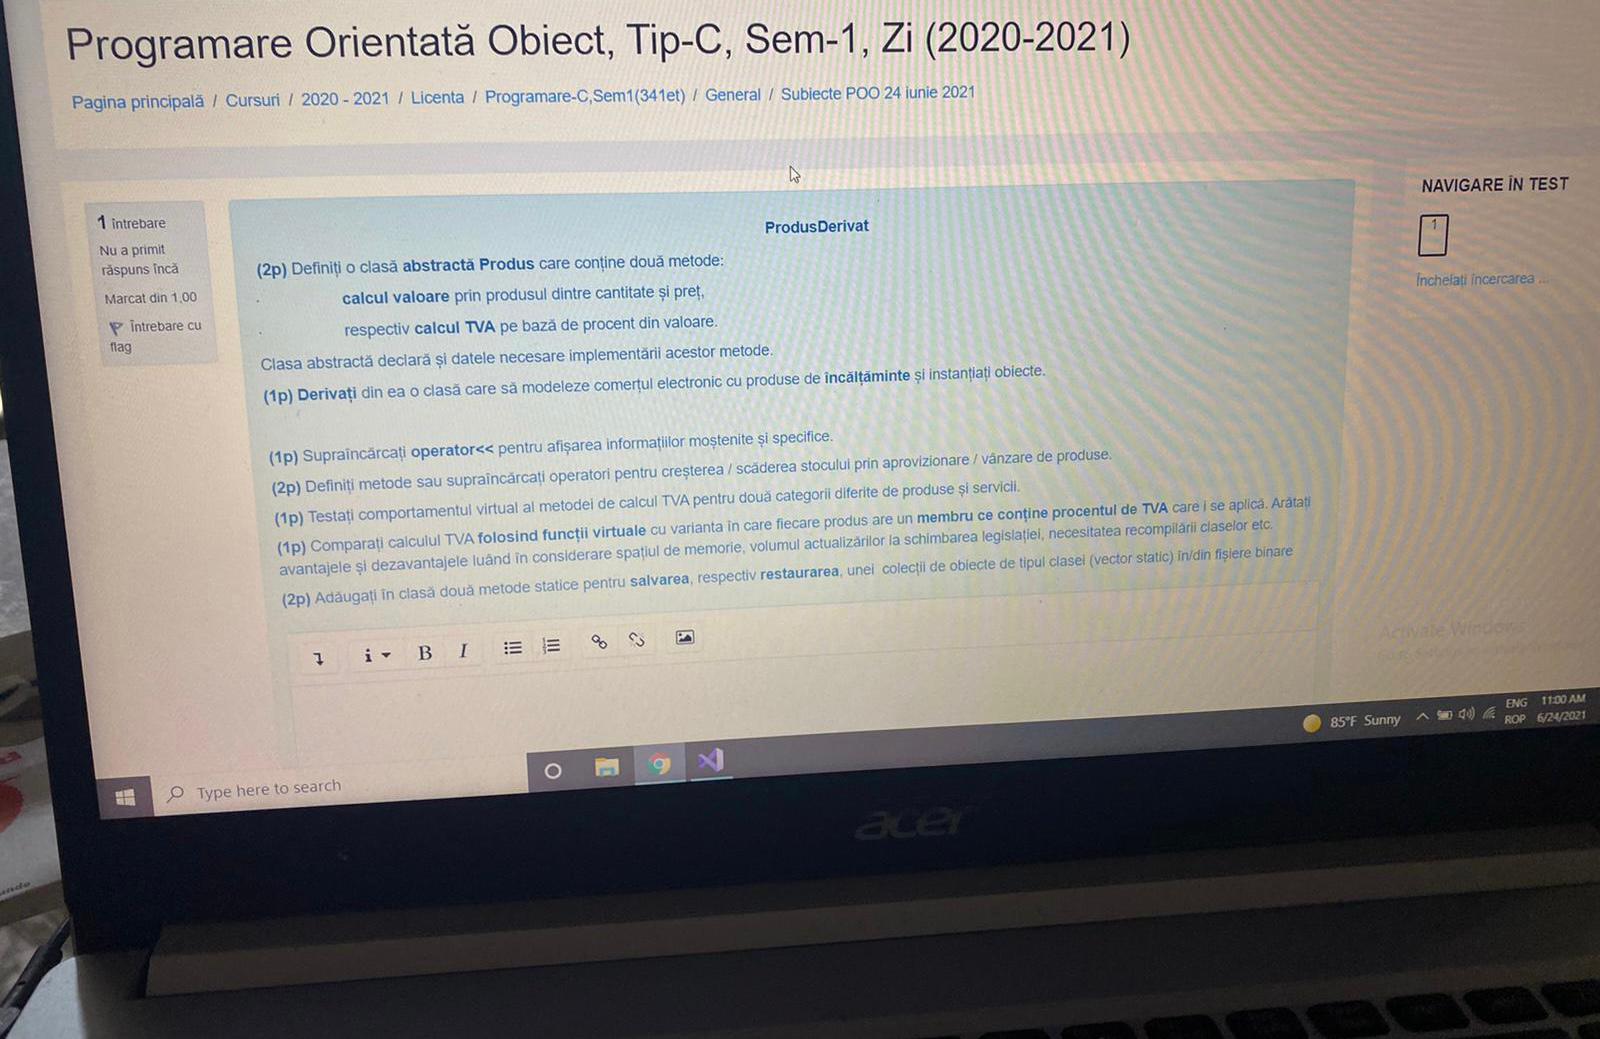 Programare Orientată Obiect, Tip-C, Sem-1, Zi (2020-2021)
Pagina principală / Cursuri / 2020 - 2021 / Licenta / Programare-C,Sem1(341et) / General / Subiecte POO 24 iunie 2021
1 întrebare
Nu a primit
răspuns încă
Marcat din 1,00
Întrebare cu
flag
ProdusDerivat
(2p) Definiți o clasă abstractă Produs care conține două metode:
calcul valoare prin produsul dintre cantitate și preț,
respectiv calcul TVA pe bază de procent din valoare.
Clasa abstractă declară și datele necesare implementării acestor metode.
(1p) Derivați din ea o clasă care să modeleze comerțul electronic cu produse de încălțăminte și instanțiați obiecte.
(1p) Supraîncărcați operator<< pentru afișarea informațiilor moștenite și specifice.
(2p) Definiți metode sau supraîncărcați operatori pentru creșterea / scăderea stocului prin aprovizionare / vânzare de produse.
(1p) Testați comportamentul virtual al metodei de calcul TVA pentru două categorii diferite de produse și servicii.
(1p) Comparați calculul TVA folosind funcții virtuale cu varianta în care fiecare produs are un membru ce conține procentul de TVA care i se aplică. Arătați
avantajele și dezavantajele luând în considerare spațiul de memorie, volumul actualizărilor la schimbarea legislației, necesitatea recompilării claselor etc.
(2p) Adăugați în clasă două metode statice pentru salvarea, respectiv restaurarea, unei colecții de obiecte de tipul clasei (vector static) în/din fișiere binare
NAVIGARE ÎN TEST
1
Încheiați încercarea ...
i
B
I
Activate Windows
85°F Sunny
ENG
ROP
11:00 AM
6/24/2021
Type here to search
acer